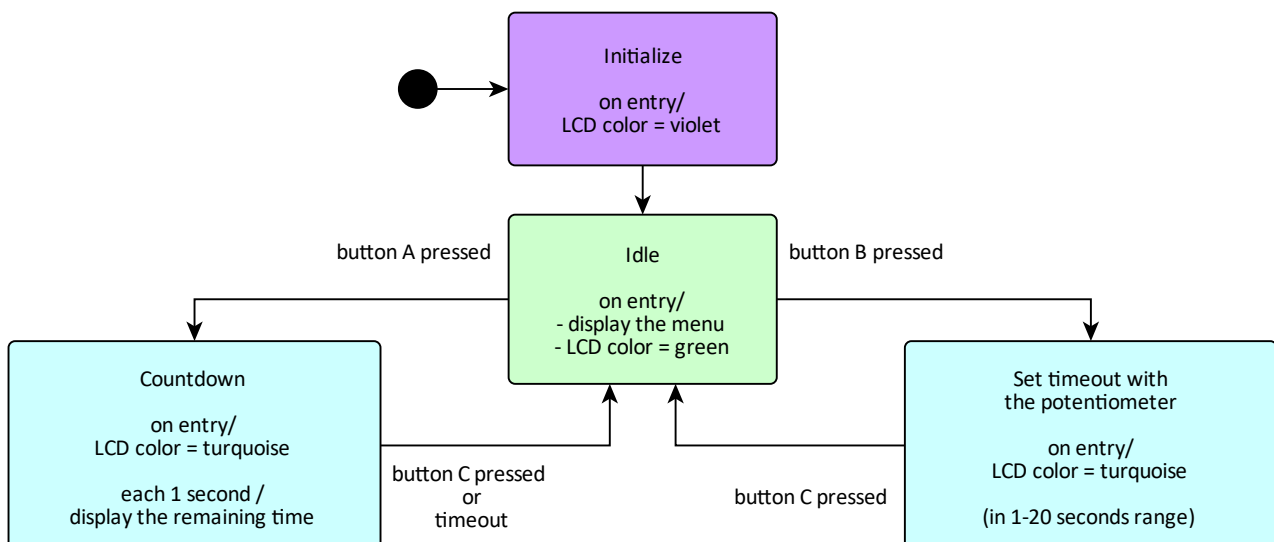 Initialize
on entry/
LCD color = violet
button A pressed
Idle
on entry/
- display the menu
- LCD color = green
button B pressed
Countdown
on entry/
LCD color = turquoise
each 1 second /
display the remaining time
button C pressed
or
timeout
button C pressed
Set timeout with
the potentiometer
on entry/
LCD color = turquoise
(in 1-20 seconds range)